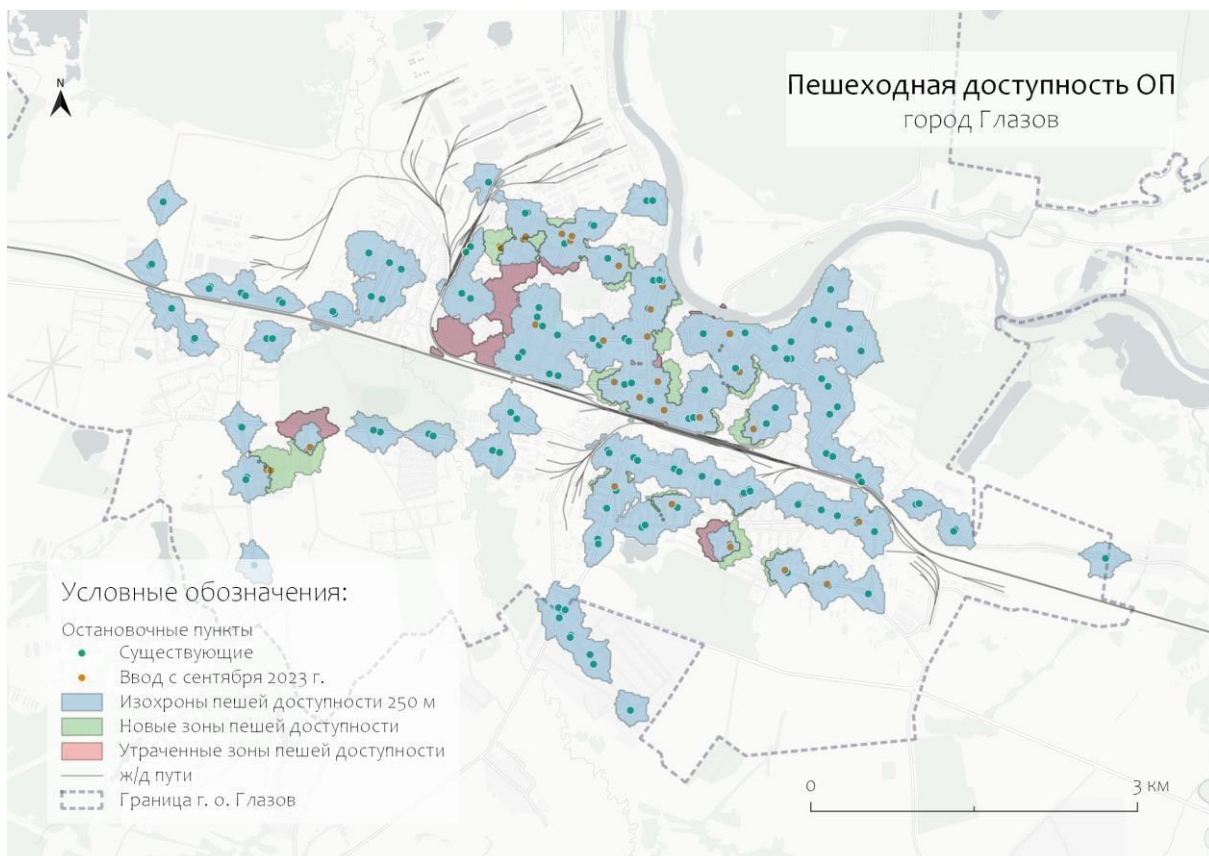 Пешеходная доступность ОП
город Глазов
N
Условные обозначения:
Остановочные пункты
Существующие
Ввод с сентября 2023 г.
Изохроны пешей доступности 250 м
Новые зоны пешей доступности
Утраченные зоны пешей доступности
ж/д пути
Граница г. о. Глазов
0 3 км